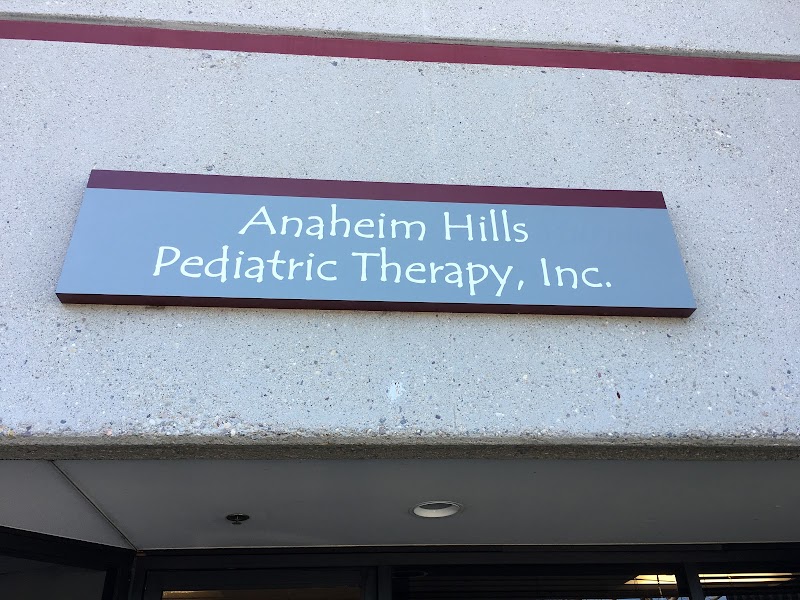 Anaheim Hills
Pediatric Therapy, Inc.